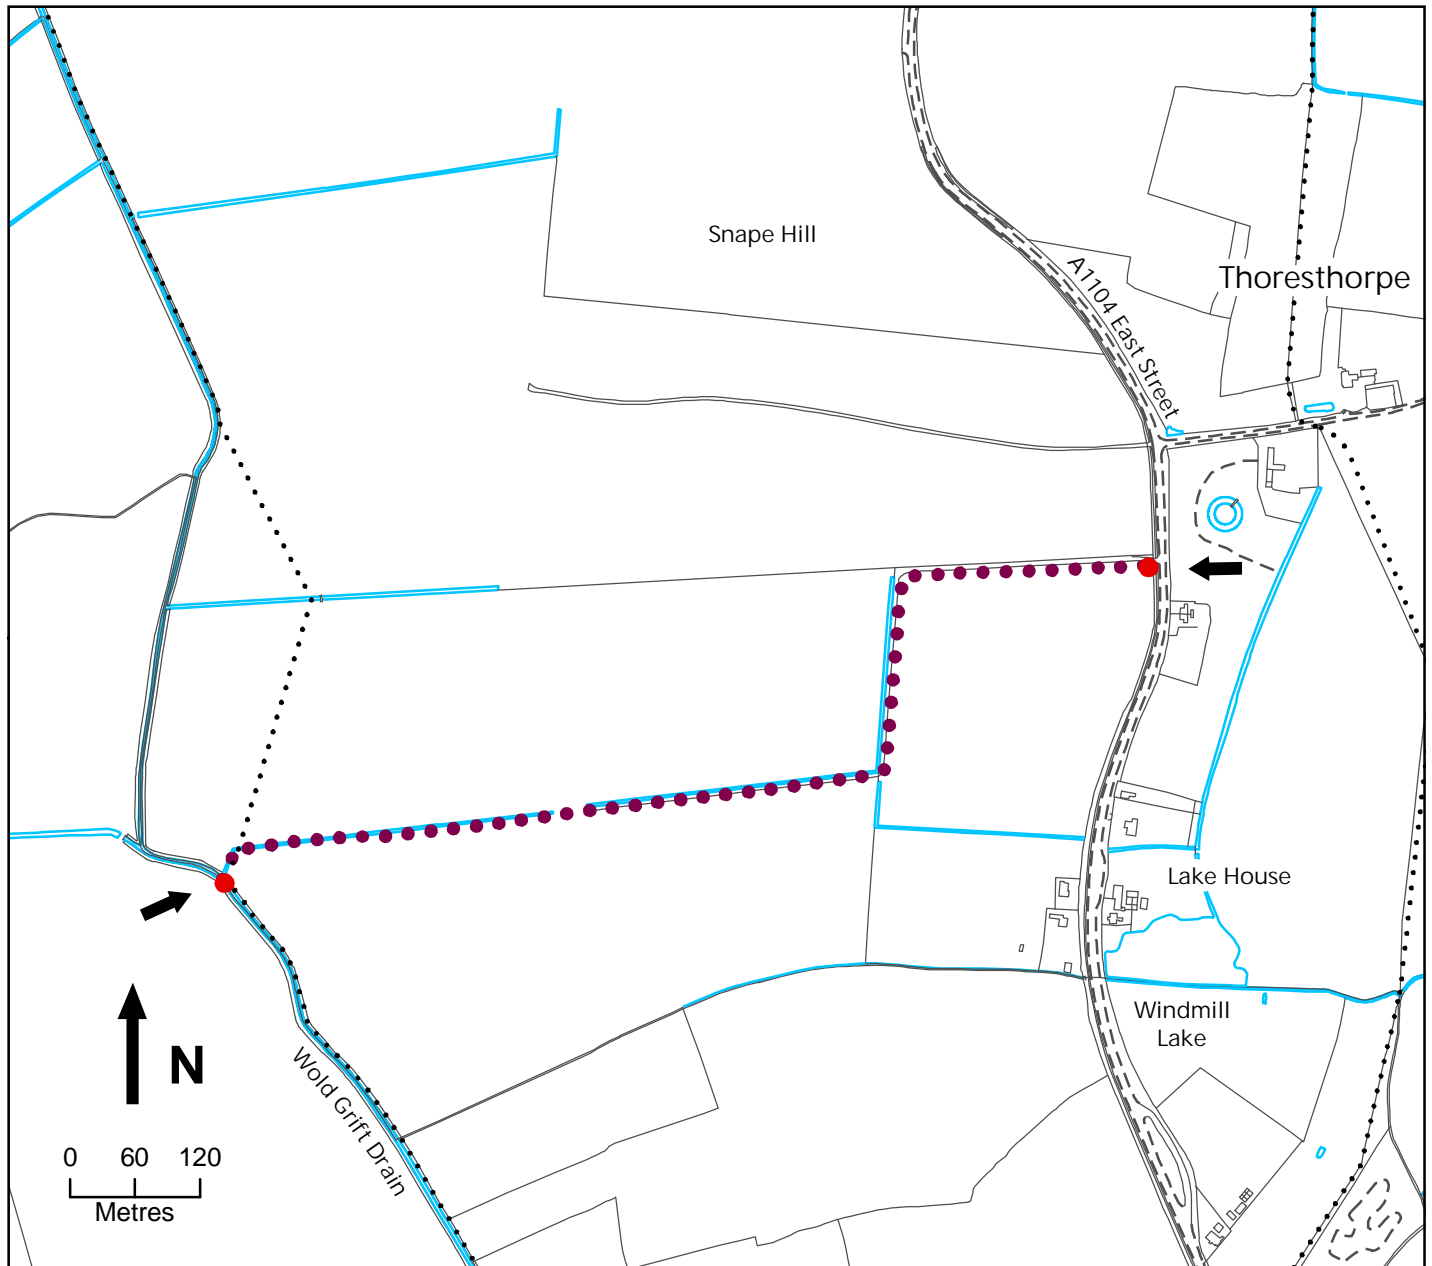 Snape Hill
A1104 East Street
Thoresthorpe
Lake House
Windmill
Lake
Wold Grift Drain
N
0 60 120
Metres